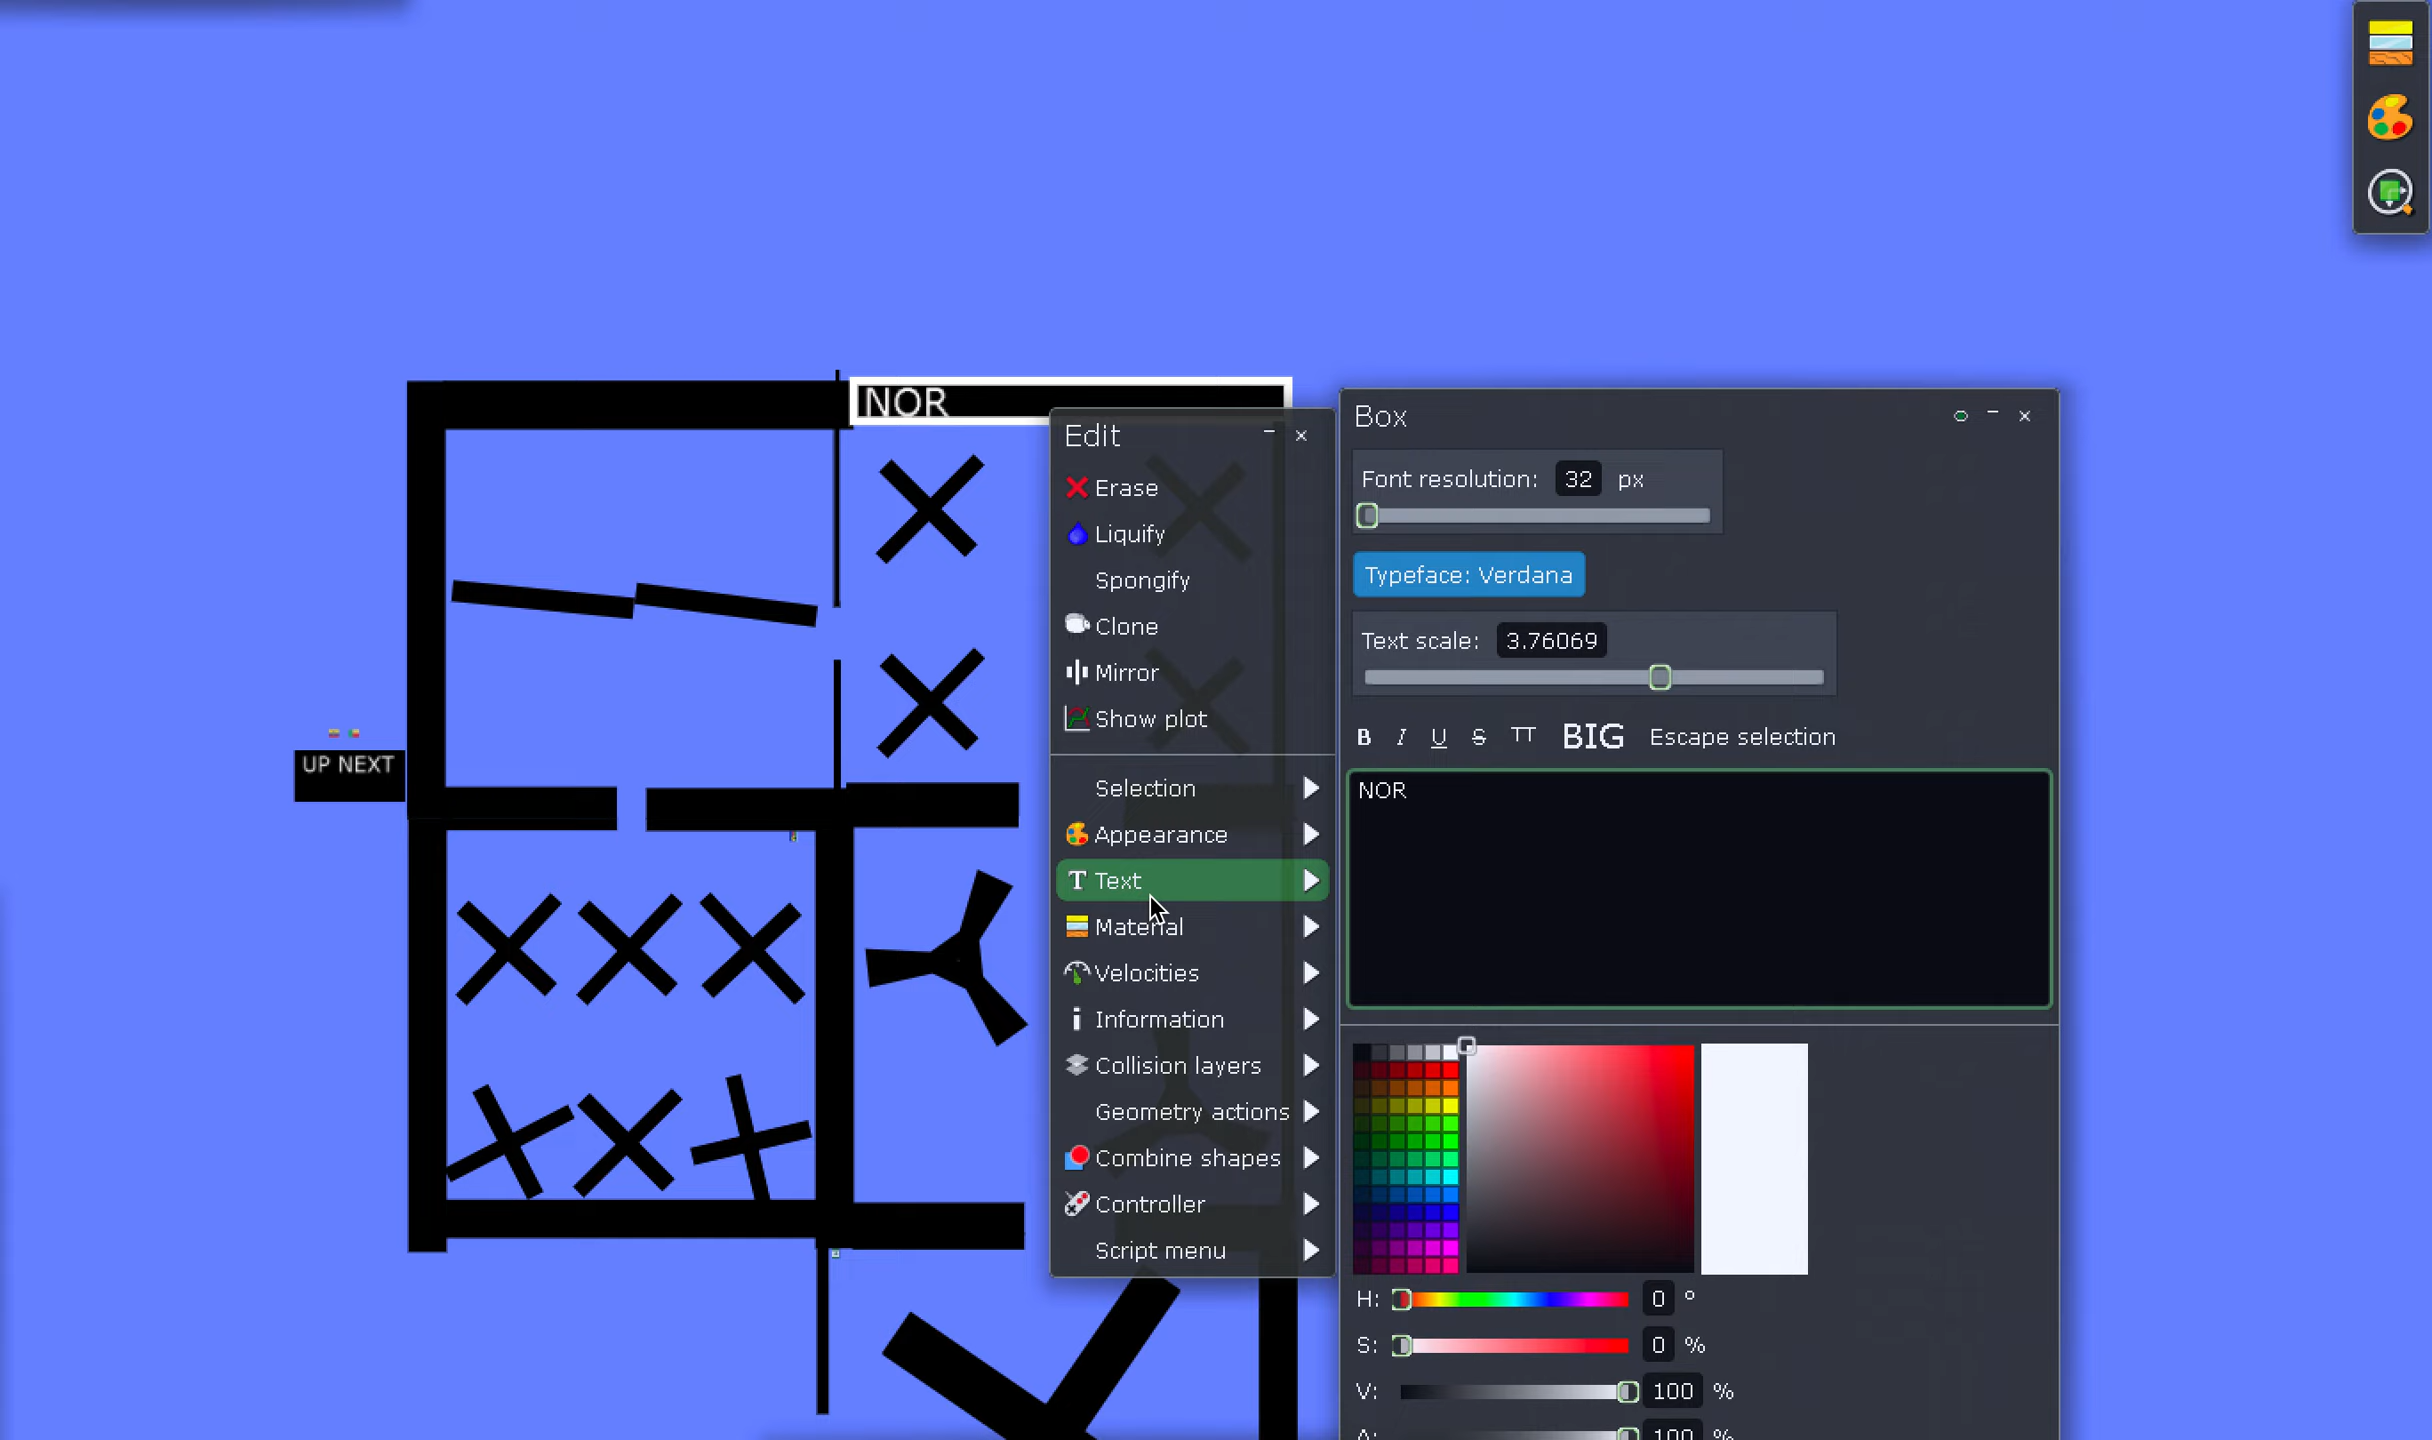 NOR
UP NEXT
Edit
Erase
Liquify
Spongify
Clone
Mirror
Show plot
Selection
Appearance
Text
Material
Velocities
Information
Collision layers
Geometry actions
Combine shapes
Controller
Script menu
Box
Font resolution: 32 px
Typeface: Verdana
Text scale: 3.76069
B I U S TT BIG Escape selection
NOR
H: 0 °
S: 0 %
V: 100 %
A: 100 %